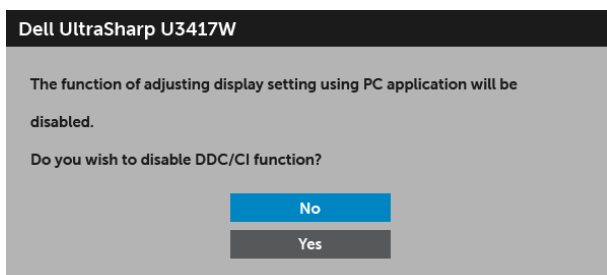 Dell UltraSharp U3417W
The function of adjusting display setting using PC application will be
disabled.
Do you wish to disable DDC/CI function?
No
Yes